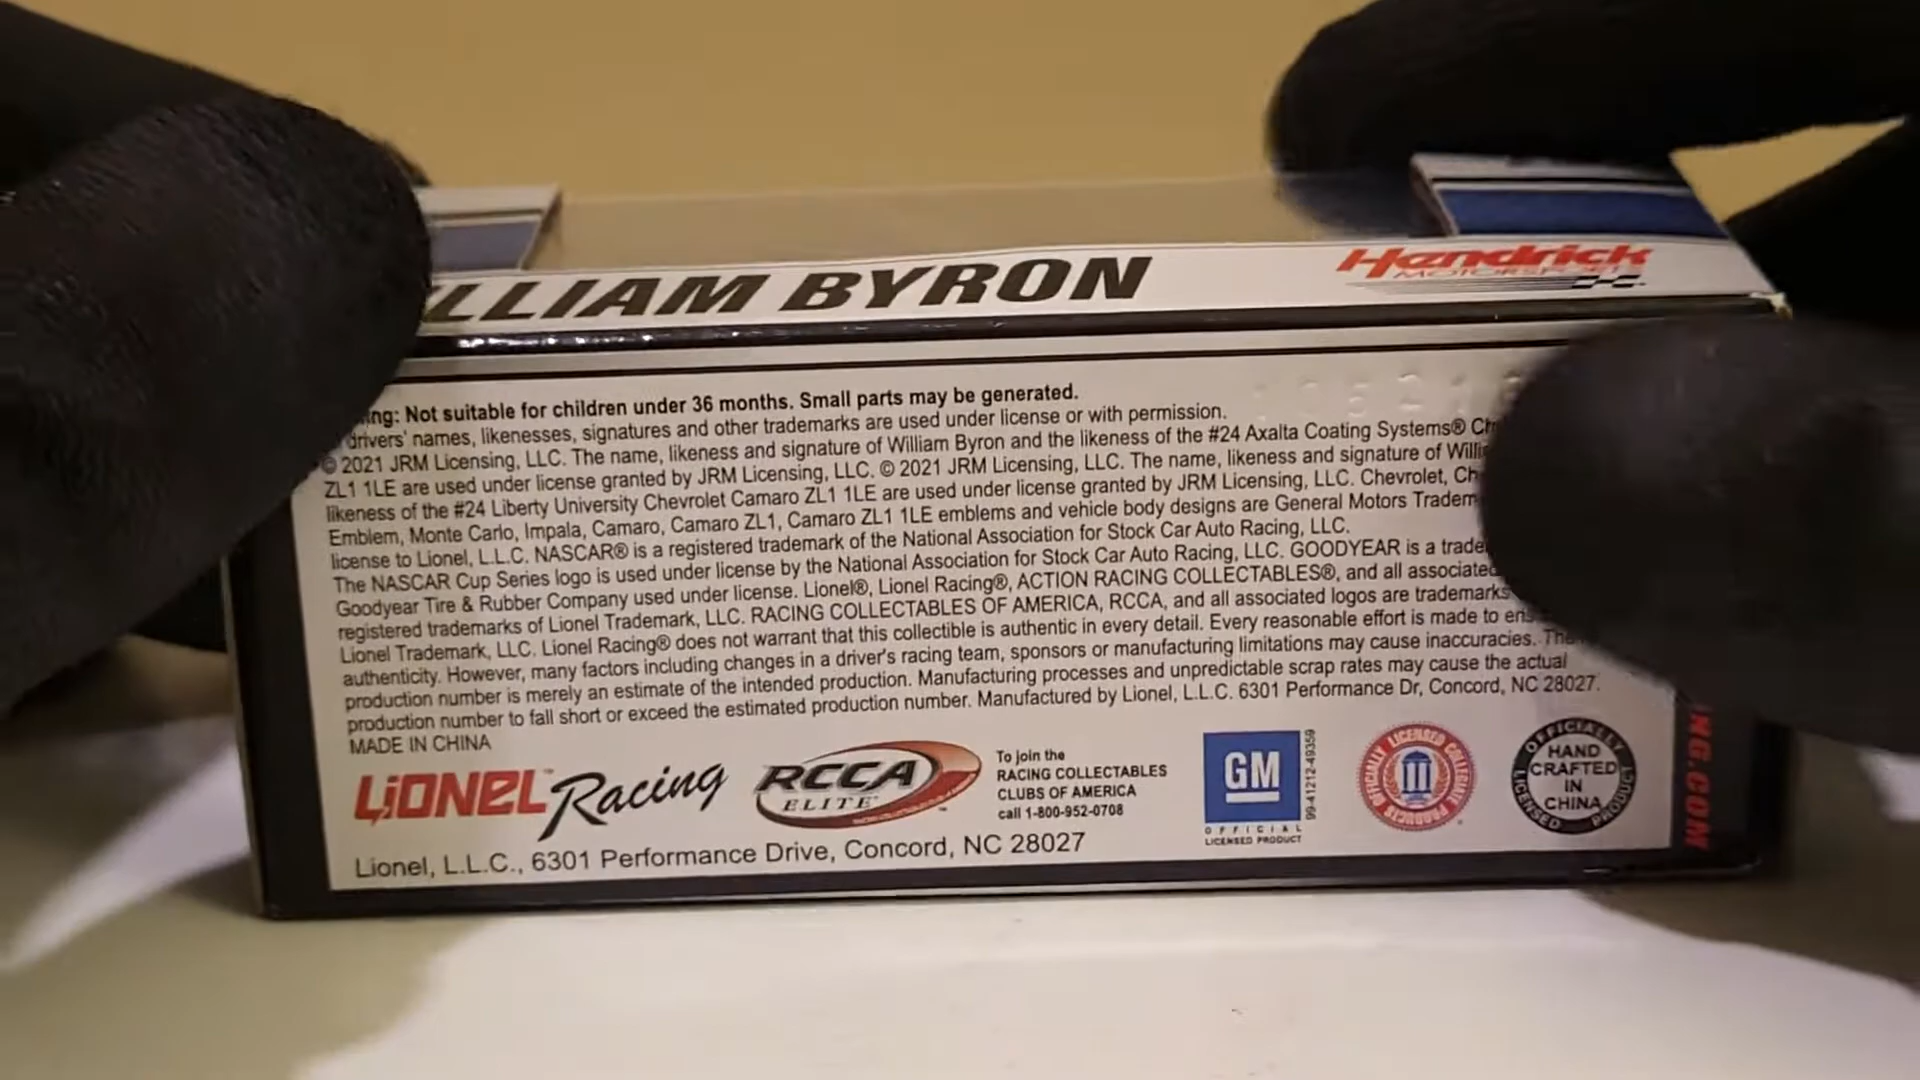 LLIAM BYRON
Hendrick
MOTORSPORTS
ng: Not suitable for children under 36 months. Small parts may be generated.
drivers' names, likenesses, signatures and other trademarks are used under license or with permission.
© 2021 JRM Licensing, LLC. The name, likeness and signature of William Byron and the likeness of the #24 Axalta Coating Systems® Ch
ZL1 1LE are used under license granted by JRM Licensing, LLC. © 2021 JRM Licensing, LLC. The name, likeness and signature of Willi
likeness of the #24 Liberty University Chevrolet Camaro ZL1 1LE are used under license granted by JRM Licensing, LLC. Chevrolet, Ch
Emblem, Monte Carlo, Impala, Camaro, Camaro ZL1, Camaro ZL1 1LE emblems and vehicle body designs are General Motors Tradem
license to Lionel, L.L.C. NASCAR® is a registered trademark of the National Association for Stock Car Auto Racing, LLC.
The NASCAR Cup Series logo is used under license by the National Association for Stock Car Auto Racing, LLC. GOODYEAR is a trade
Goodyear Tire & Rubber Company used under license. Lionel®, Lionel Racing®, ACTION RACING COLLECTABLES®, and all associated
registered trademarks of Lionel Trademark, LLC. RACING COLLECTABLES OF AMERICA, RCCA, and all associated logos are trademarks
Lionel Trademark, LLC. Lionel Racing® does not warrant that this collectible is authentic in every detail. Every reasonable effort is made to ens
authenticity. However, many factors including changes in a driver's racing team, sponsors or manufacturing limitations may cause inaccuracies. The
production number is merely an estimate of the intended production. Manufacturing processes and unpredictable scrap rates may cause the actual
production number to fall short or exceed the estimated production number. Manufactured by Lionel, L.L.C. 6301 Performance Dr, Concord, NC 28027.
MADE IN CHINA
LIONEL™ Racing
RCCA
ELITE
To join the
RACING COLLECTABLES
CLUBS OF AMERICA
call 1-800-952-0708
GM
OFFICIAL
LICENSED PRODUCT
99-41212-49359
OFFICIALLY LICENSED COLLEGIATE PRODUCTS
OFFICIALLY LICENSED PRODUCT
HAND
CRAFTED
IN
CHINA
NG.COM
Lionel, L.L.C., 6301 Performance Drive, Concord, NC 28027